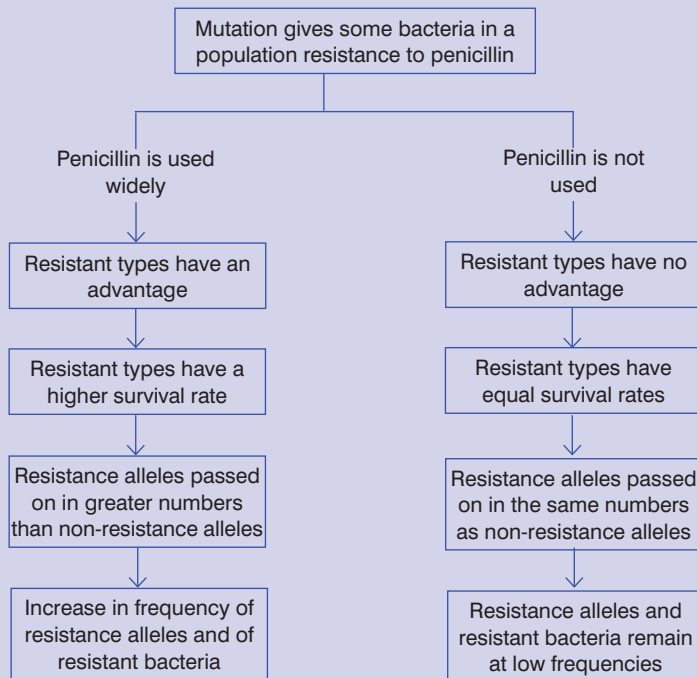 Mutation gives some bacteria in a
population resistance to penicillin
Penicillin is used
widely
Resistant types have an
advantage
Resistant types have a
higher survival rate
Resistance alleles passed
on in greater numbers
than non-resistance alleles
Increase in frequency of
resistance alleles and of
resistant bacteria
Penicillin is not
used
Resistant types have no
advantage
Resistant types have
equal survival rates
Resistance alleles passed
on in the same numbers
as non-resistance alleles
Resistance alleles and
resistant bacteria remain
at low frequencies